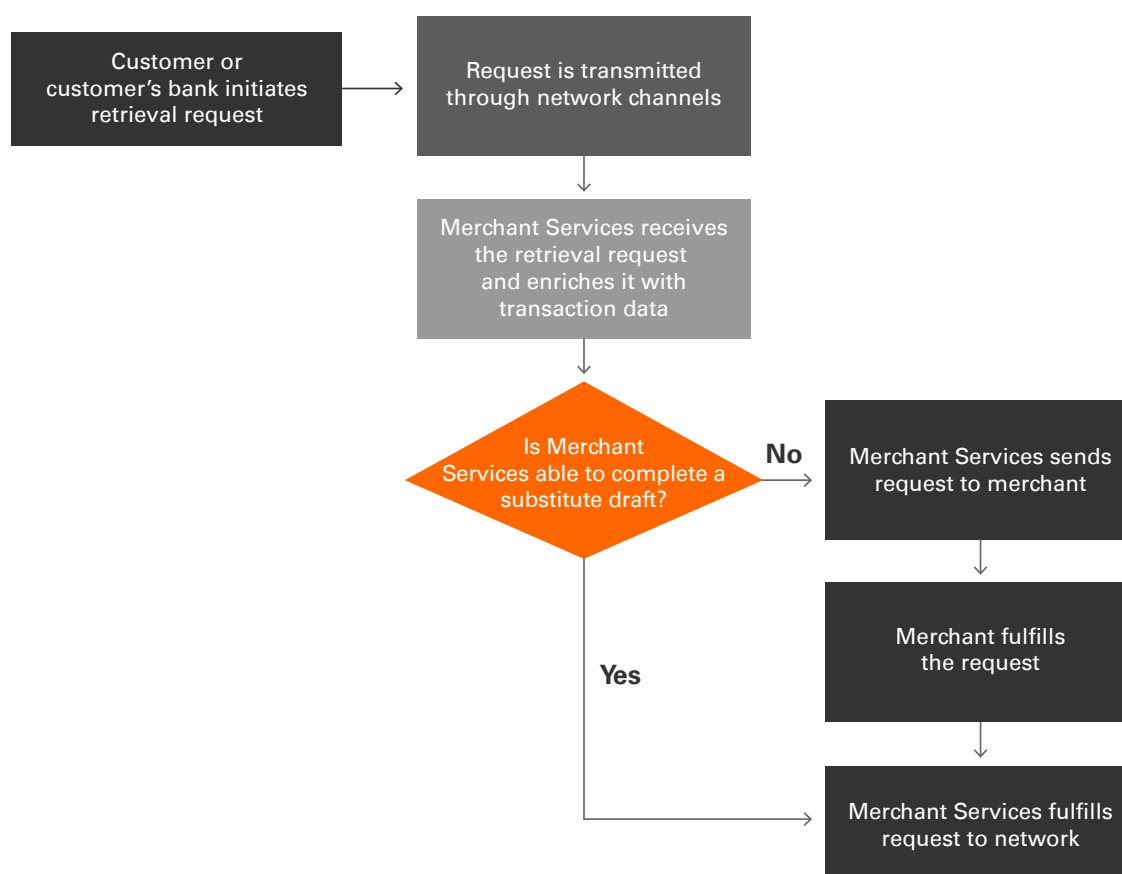 Customer or
customer’s bank initiates
retrieval request
Request is transmitted
through network channels
Merchant Services receives
the retrieval request
and enriches it with
transaction data
Is Merchant
Services able to complete a
substitute draft?
No
Merchant Services sends
request to merchant
Merchant fulfills
the request
Yes
Merchant Services fulfills
request to network